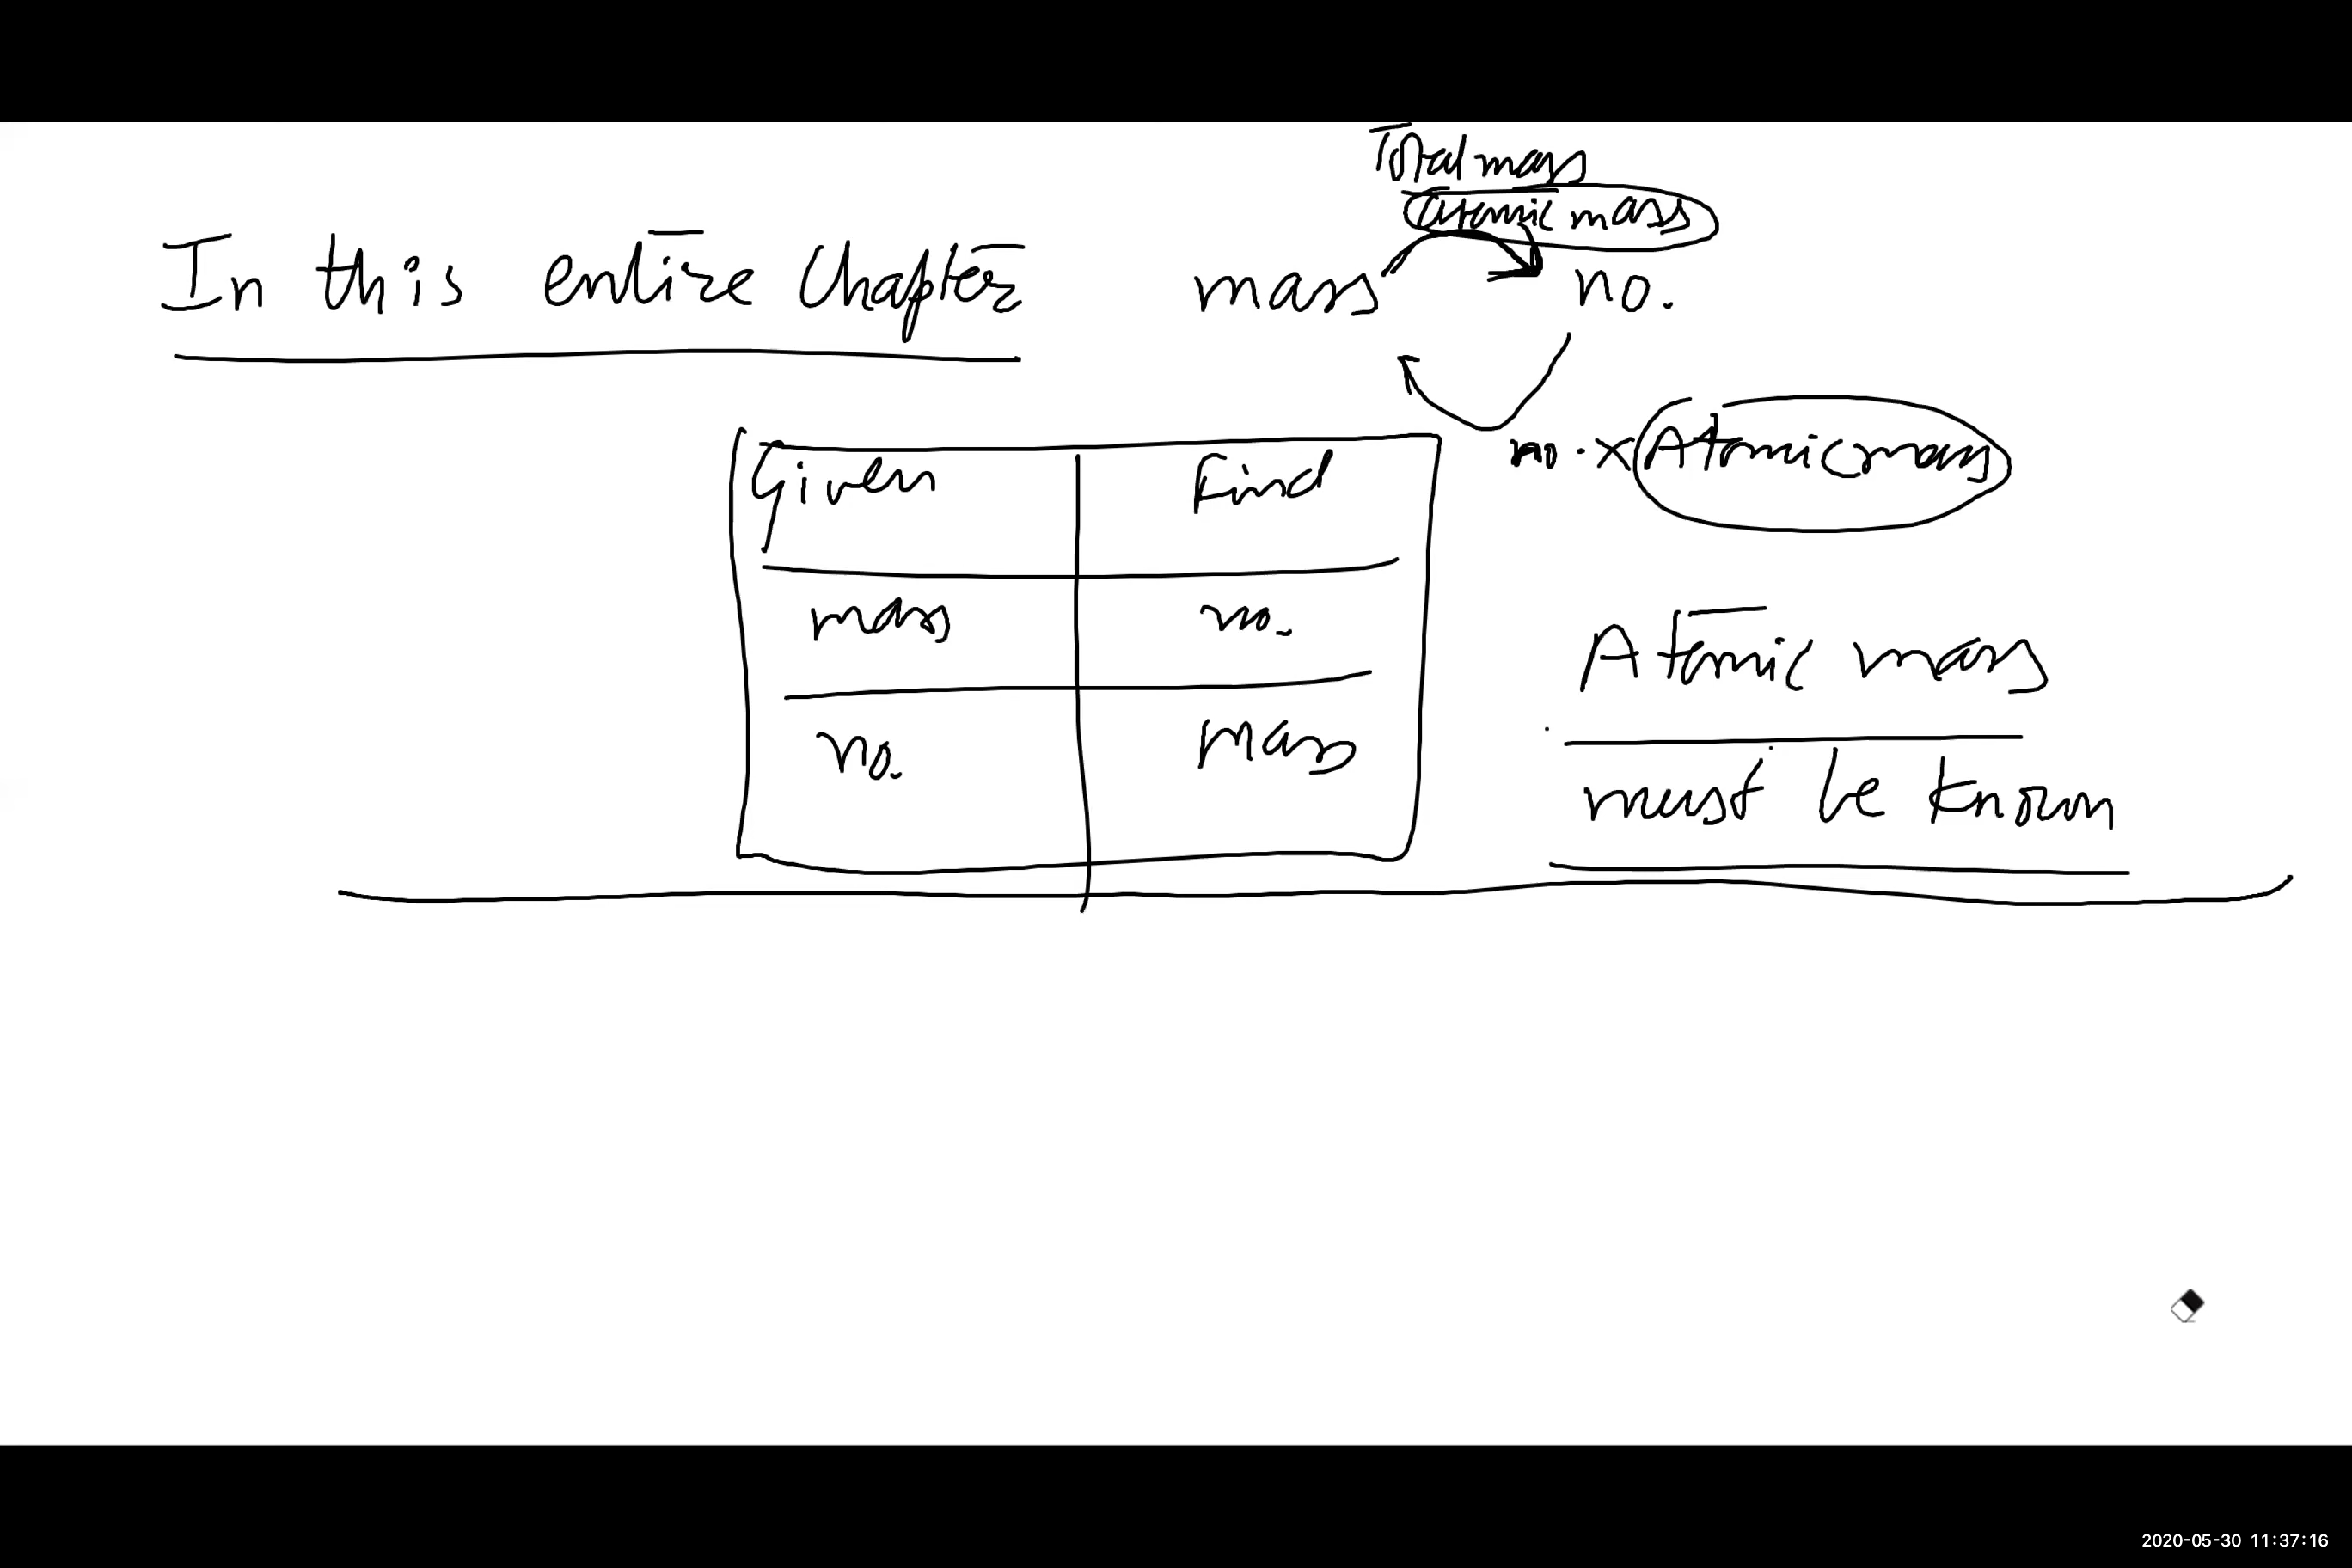 Total mass
atomic mass
In this entire Chapter mass no.
no. × Atomic mass
Given Find
mass no.
no. Mass
Atomic mass
must be known
2020-05-30 11:37:16